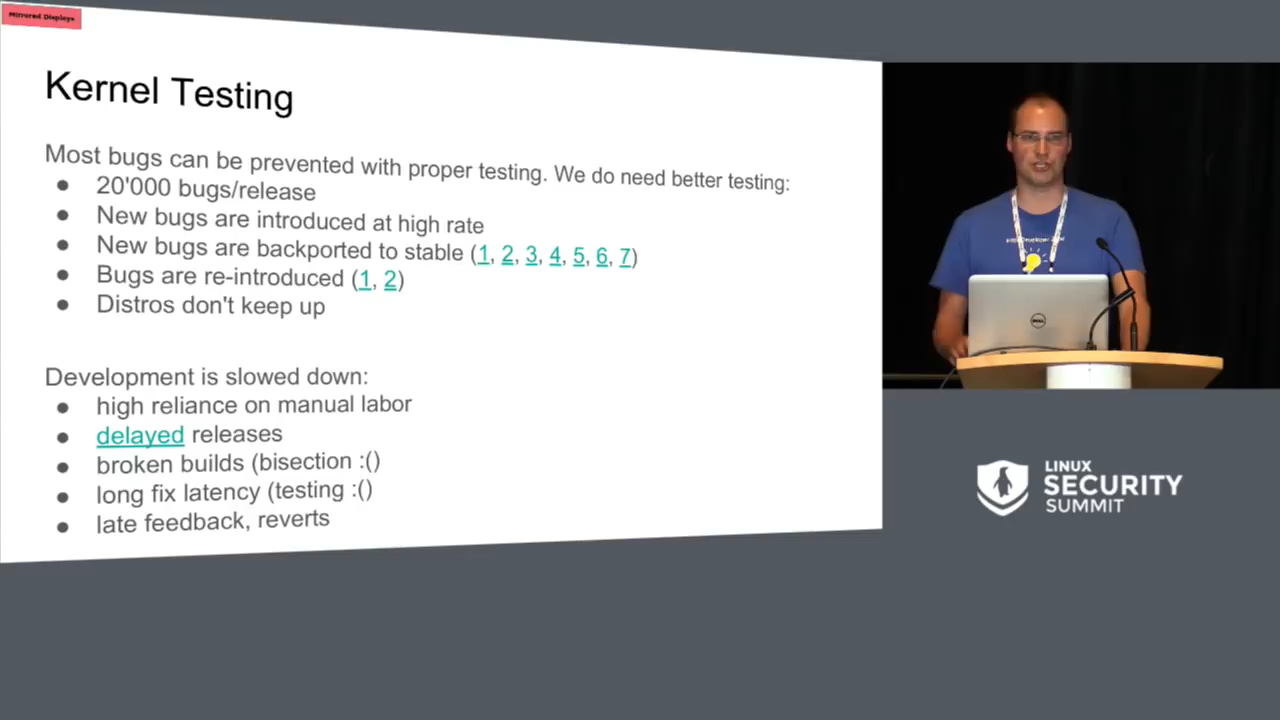 Mirrored Displays
Kernel Testing
Most bugs can be prevented with proper testing. We do need better testing:
● 20'000 bugs/release
● New bugs are introduced at high rate
● New bugs are backported to stable (1, 2, 3, 4, 5, 6, 7)
● Bugs are re-introduced (1, 2)
● Distros don't keep up
Development is slowed down:
● high reliance on manual labor
● delayed releases
● broken builds (bisection :()
● long fix latency (testing :()
● late feedback, reverts
DELL
LINUX
SECURITY
SUMMIT